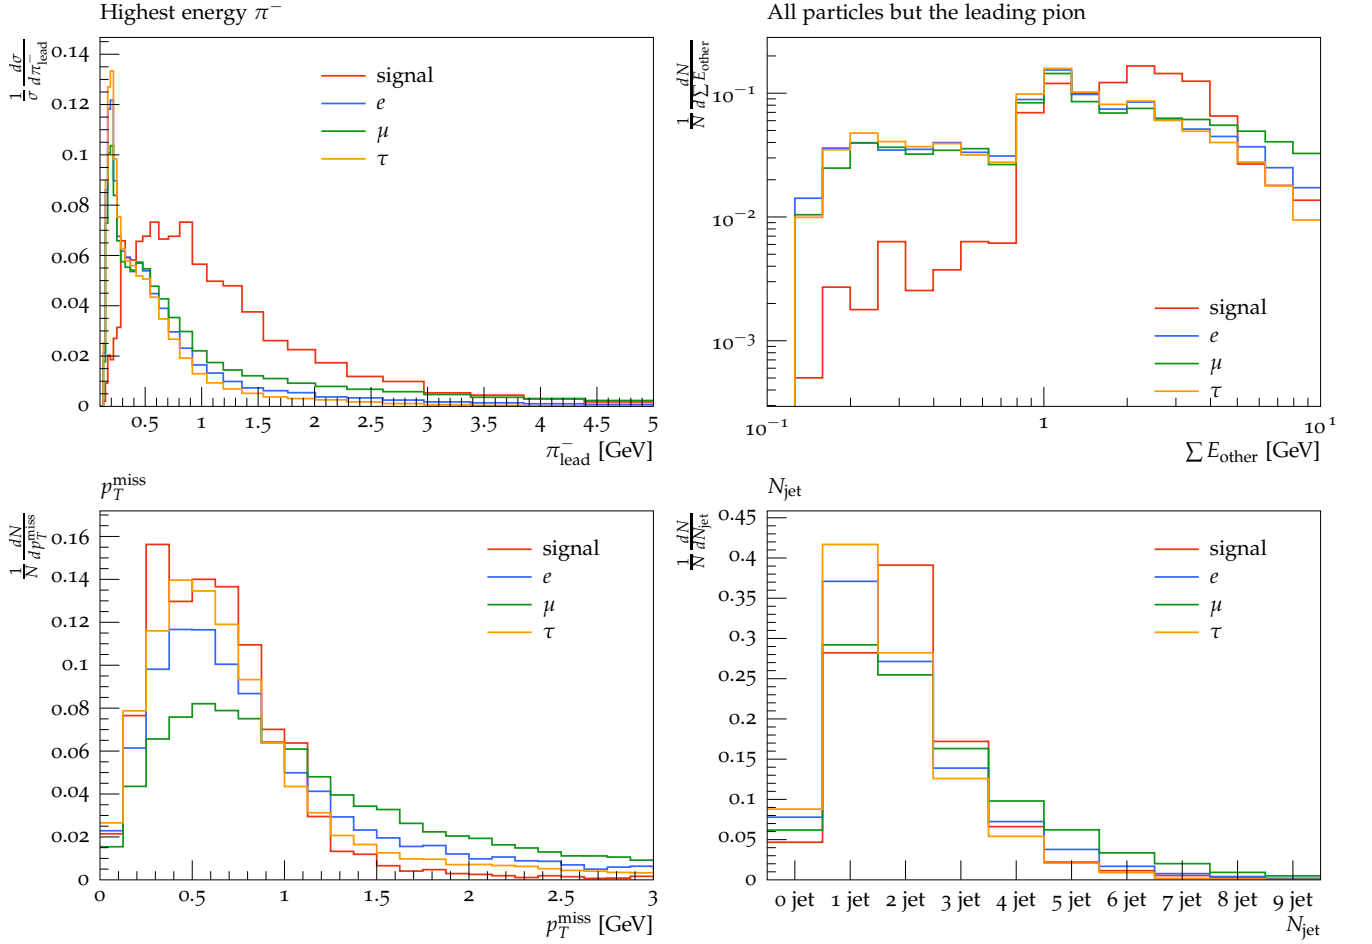 Highest energy π⁻
1/σ dσ/dπ⁻_lead
0.14
0.12
0.1
0.08
0.06
0.04
0.02
0
signal
e
μ
τ
0.5 1 1.5 2 2.5 3 3.5 4 4.5 5
π⁻_lead [GeV]
All particles but the leading pion
1/N dN/d∑E_other
10⁻¹
10⁻²
10⁻³
signal
e
μ
τ
10⁻¹ 1 10¹
∑ E_other [GeV]
p_T^miss
1/N dN/dp_T^miss
0.16
0.14
0.12
0.1
0.08
0.06
0.04
0.02
0
signal
e
μ
τ
0 0.5 1 1.5 2 2.5 3
p_T^miss [GeV]
N_jet
1/N dN/dN_jet
0.45
0.4
0.35
0.3
0.25
0.2
0.15
0.1
0.05
0
signal
e
μ
τ
0 jet 1 jet 2 jet 3 jet 4 jet 5 jet 6 jet 7 jet 8 jet 9 jet
N_jet